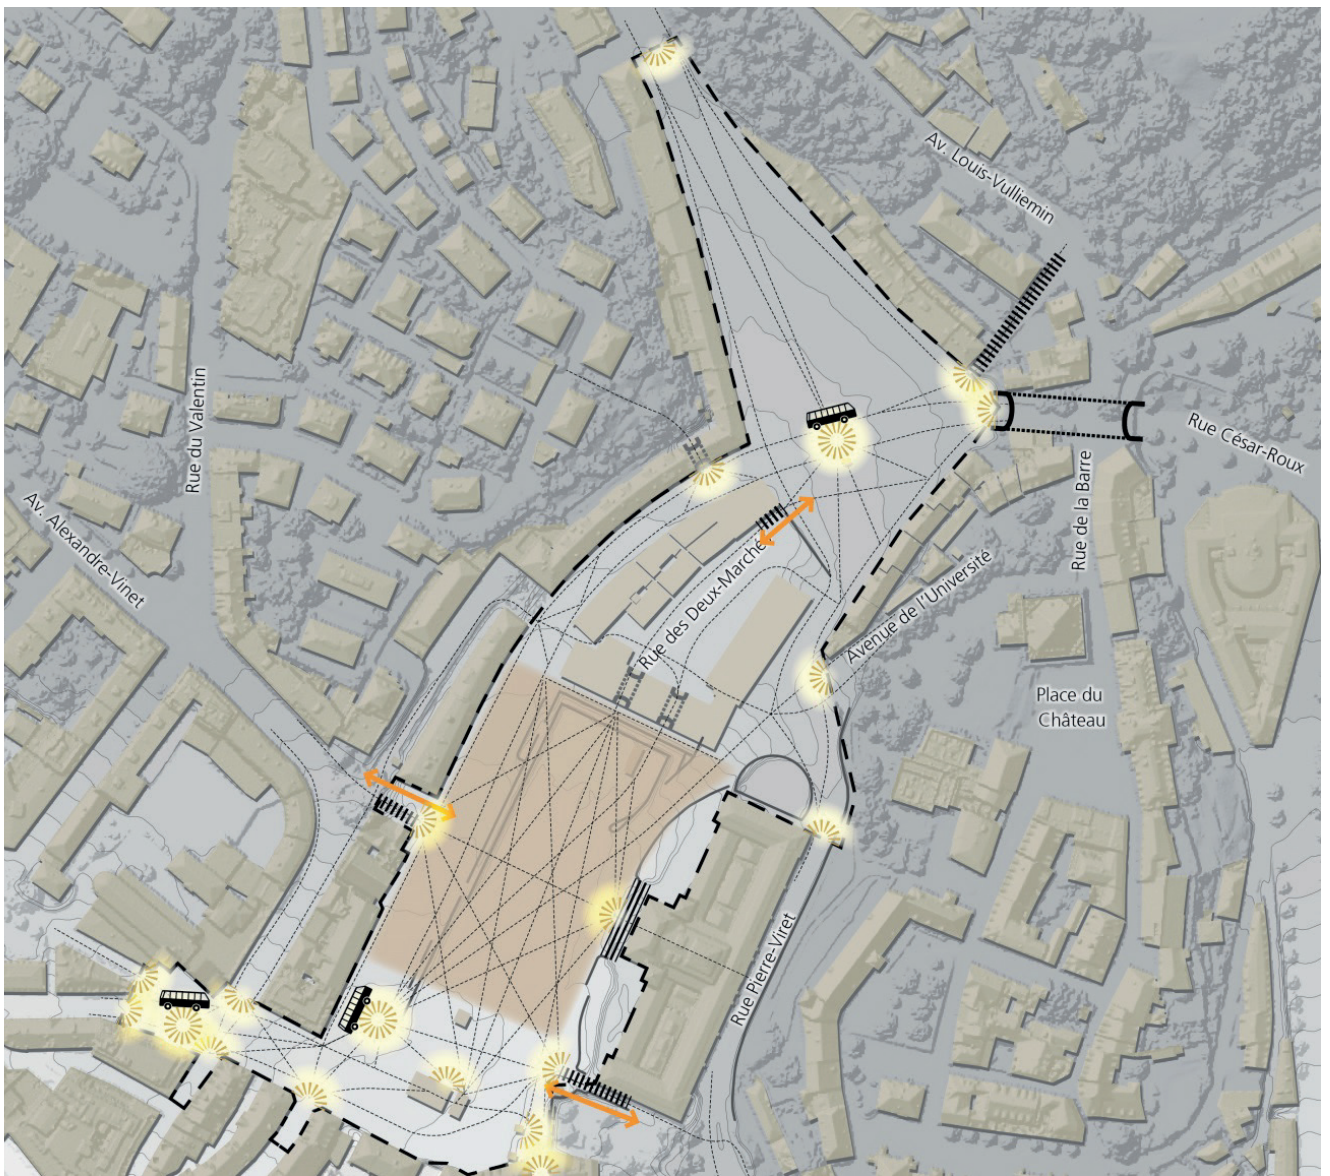 Av. Louis-Vulliemin
Rue du Valentin
Rue César-Roux
Rue de la Barre
Av. Alexandre-Vinet
Rue des Deux-Marché
Avenue de l'Université
Place du
Château
Rue Pierre-Viret